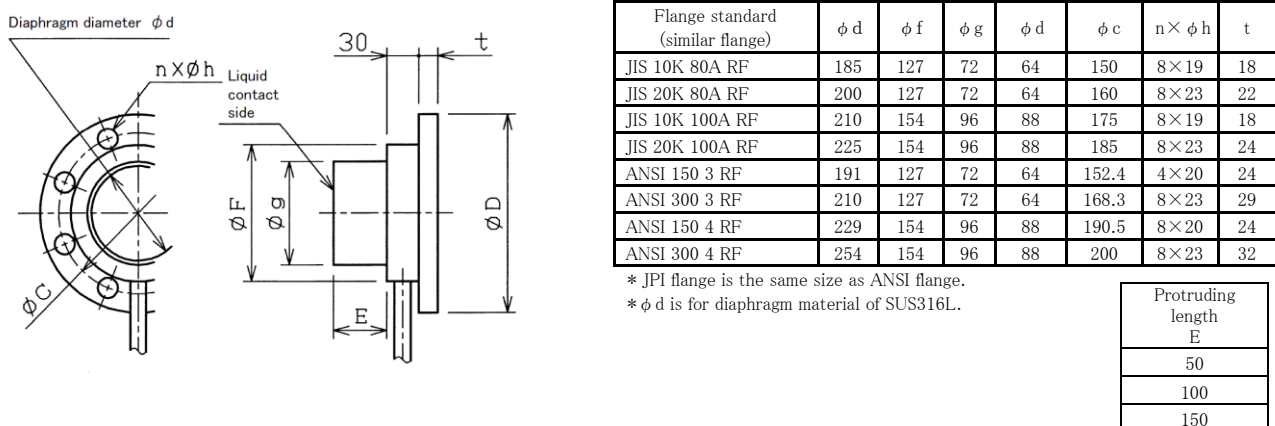 Diaphragm diameter φd
n×Øh
Liquid
contact
side
30
t
ØF
Øg
ØD
E
ØC
Flange standard
(similar flange) φd φf φg φd φc n×φh t
JIS 10K 80A RF 185 127 72 64 150 8×19 18
JIS 20K 80A RF 200 127 72 64 160 8×23 22
JIS 10K 100A RF 210 154 96 88 175 8×19 18
JIS 20K 100A RF 225 154 96 88 185 8×23 24
ANSI 150 3 RF 191 127 72 64 152.4 4×20 24
ANSI 300 3 RF 210 127 72 64 168.3 8×23 29
ANSI 150 4 RF 229 154 96 88 190.5 8×20 24
ANSI 300 4 RF 254 154 96 88 200 8×23 32
* JPI flange is the same size as ANSI flange.
*φd is for diaphragm material of SUS316L.
Protruding
length
E
50
100
150